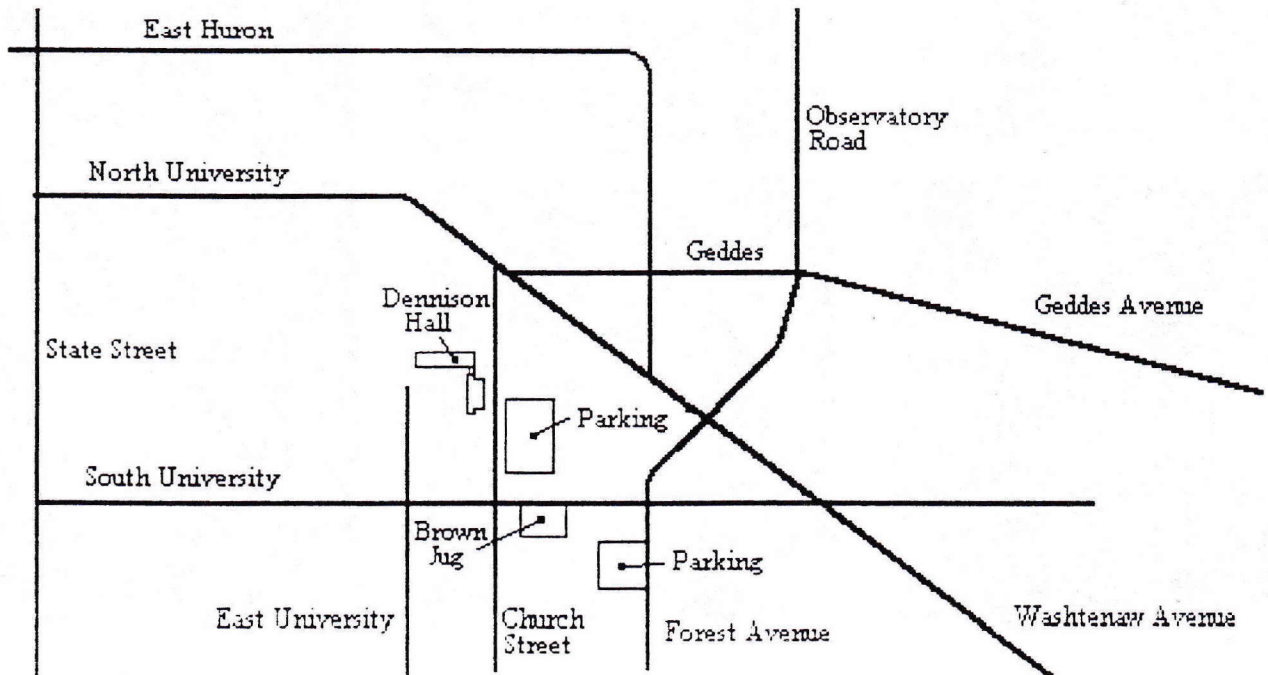 East Huron
Observatory
Road
North University
Geddes
Dennison
Hall
Geddes Avenue
State Street
Parking
South University
Brown
Jug
Parking
East University
Church
Street
Forest Avenue
Washtenaw Avenue